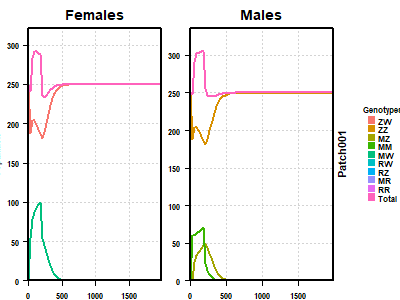 Females
Males
300
250
200
150
100
50
0
0
500
1000
1500
300
250
200
150
100
50
0
0
500
1000
1500
Patch001
Genotypes
ZW
ZZ
MZ
MM
MW
RW
RZ
MR
RR
Total